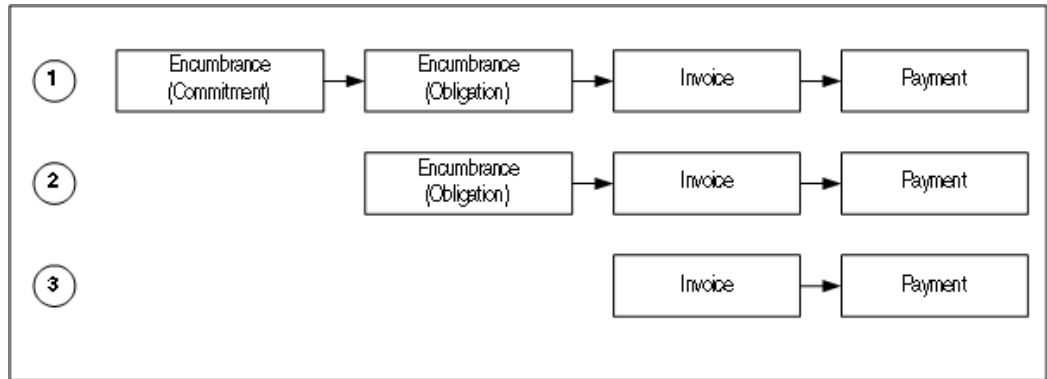 1
Encumbrance
(Commitment)
Encumbrance
(Obligation)
Invoice
Payment
2
Encumbrance
(Obligation)
Invoice
Payment
3
Invoice
Payment